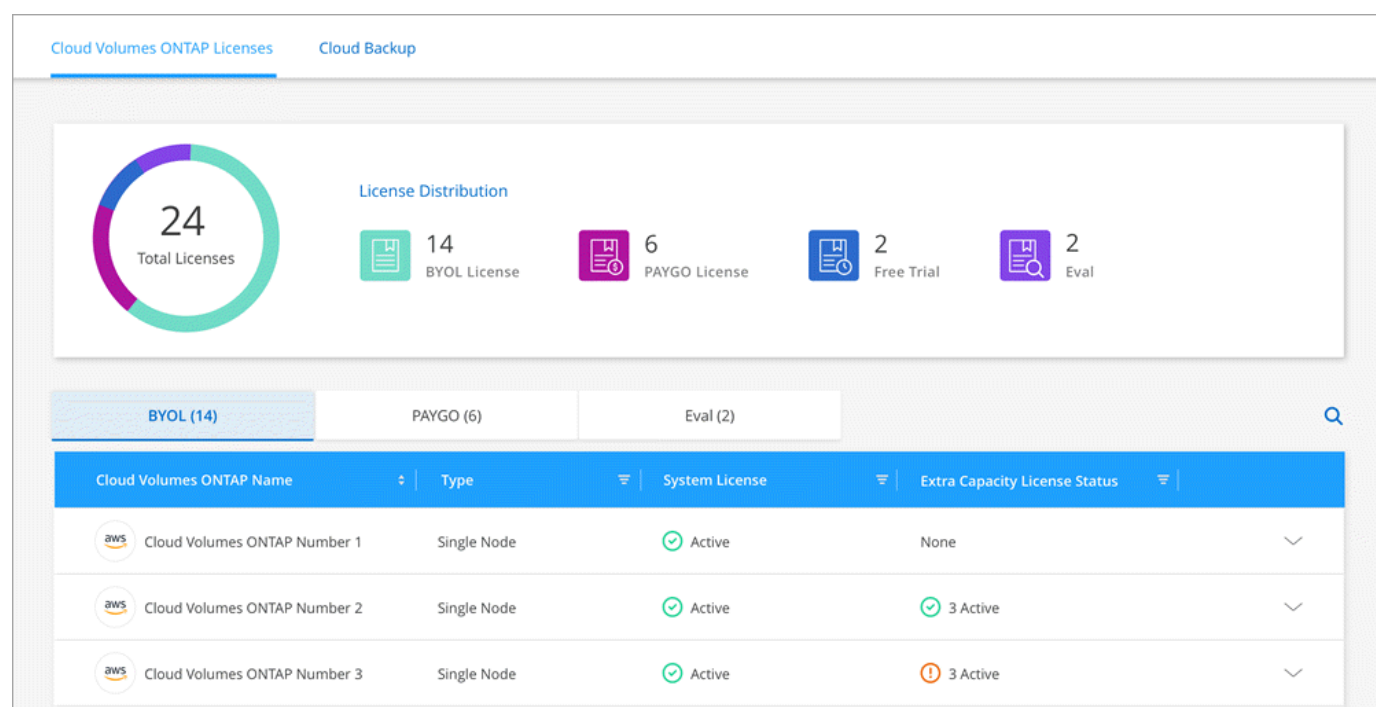 Cloud Volumes ONTAP Licenses Cloud Backup
24
Total Licenses
License Distribution
14
BYOL License
6
PAYGO License
2
Free Trial
2
Eval
BYOL (14) PAYGO (6) Eval (2)
Cloud Volumes ONTAP Name Type System License Extra Capacity License Status
aws Cloud Volumes ONTAP Number 1 Single Node Active None
aws Cloud Volumes ONTAP Number 2 Single Node Active 3 Active
aws Cloud Volumes ONTAP Number 3 Single Node Active 3 Active